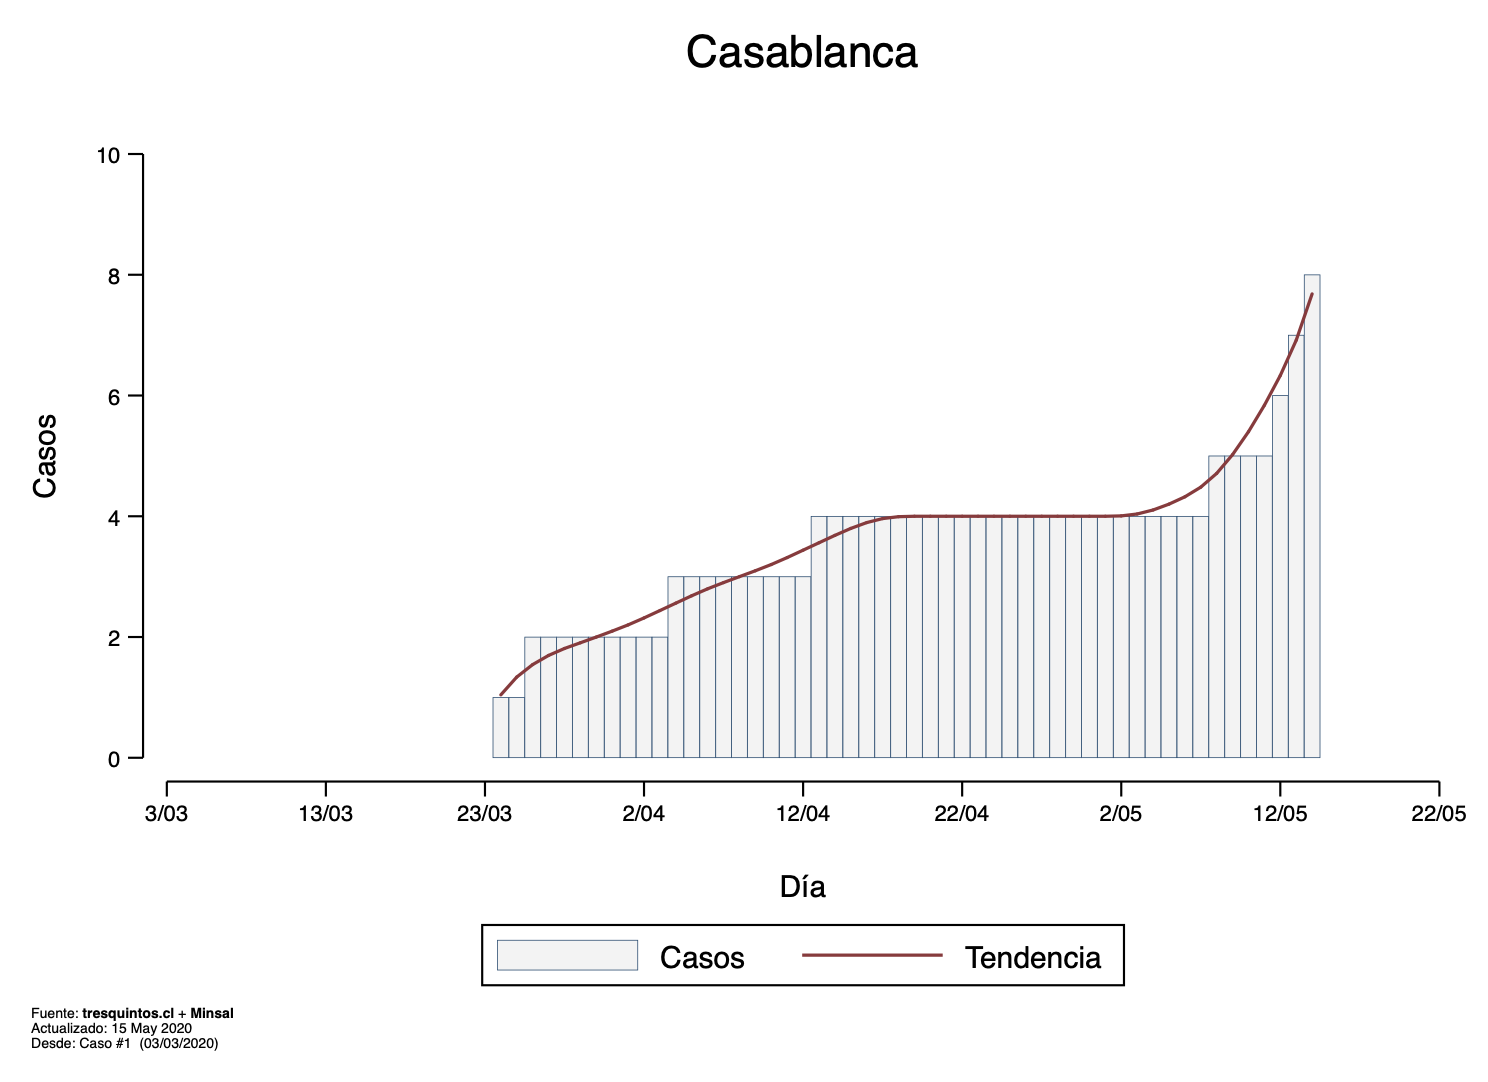 Casablanca
10
8
6
4
2
0
Casos
3/03 13/03 23/03 2/04 12/04 22/04 2/05 12/05 22/05
Día
Casos Tendencia
Fuente: tresquintos.cl + Minsal
Actualizado: 15 May 2020
Desde: Caso #1 (03/03/2020)